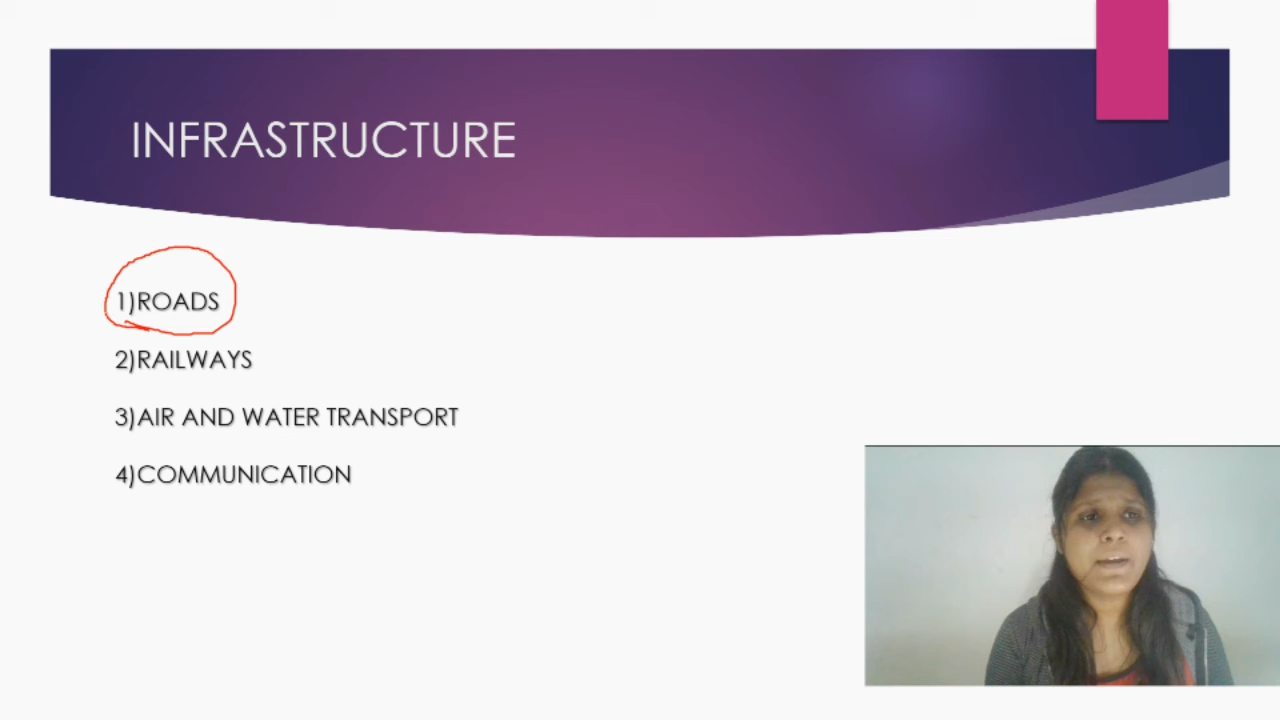 INFRASTRUCTURE
1)ROADS
2)RAILWAYS
3)AIR AND WATER TRANSPORT
4)COMMUNICATION